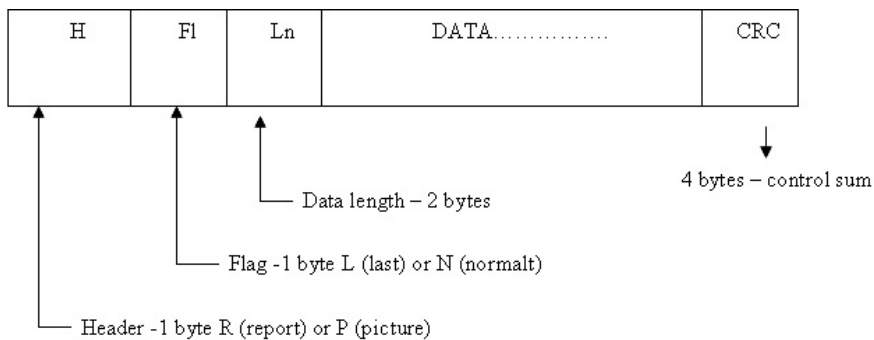 H Fl Ln DATA................ CRC
4 bytes – control sum
Data length – 2 bytes
Flag -1 byte L (last) or N (normalt)
Header -1 byte R (report) or P (picture)